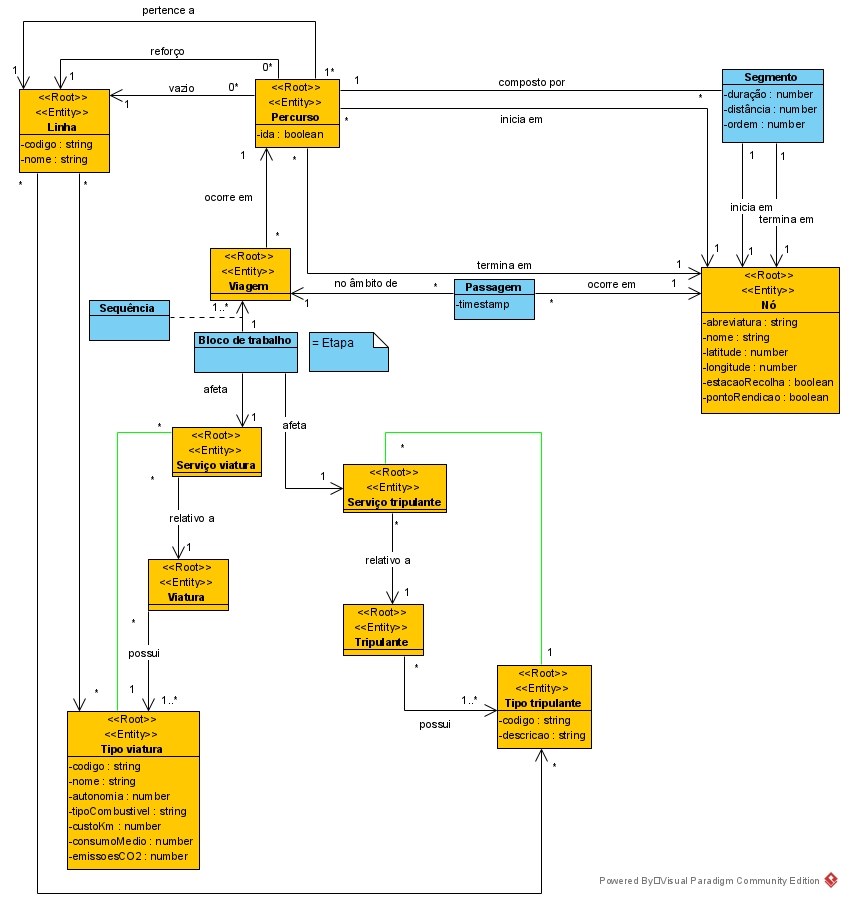 pertence a
1
reforço
1
0*
1*
vazio
0*
1
<<Root>>
<<Entity>>
Linha
-codigo : string
-nome : string
*
*
<<Root>>
<<Entity>>
Percurso
-ida : boolean
1
composto por
*
*
inicia em
1
*
termina em
1
Segmento
-duração : number
-distância : number
-ordem : number
1
1
inicia em
termina em
1
1
1
ocorre em
*
<<Root>>
<<Entity>>
Viagem
1
no âmbito de
*
Passagem
-timestamp
*
ocorre em
1
<<Root>>
<<Entity>>
Nó
-abreviatura : string
-nome : string
-latitude : number
-longitude : number
-estacaoRecolha : boolean
-pontoRendicao : boolean
Sequência
1..*
1
Bloco de trabalho
= Etapa
afeta
1
afeta
1
*
<<Root>>
<<Entity>>
Serviço viatura
*
relativo a
1
*
<<Root>>
<<Entity>>
Serviço tripulante
*
relativo a
1
<<Root>>
<<Entity>>
Viatura
*
possui
1
1..*
*
<<Root>>
<<Entity>>
Tripulante
*
possui
1..*
1
<<Root>>
<<Entity>>
Tipo tripulante
-codigo : string
-descricao : string
*
<<Root>>
<<Entity>>
Tipo viatura
-codigo : string
-nome : string
-autonomia : number
-tipoCombustivel : string
-custoKm : number
-consumoMedio : number
-emissoesCO2 : number
Powered By Visual Paradigm Community Edition